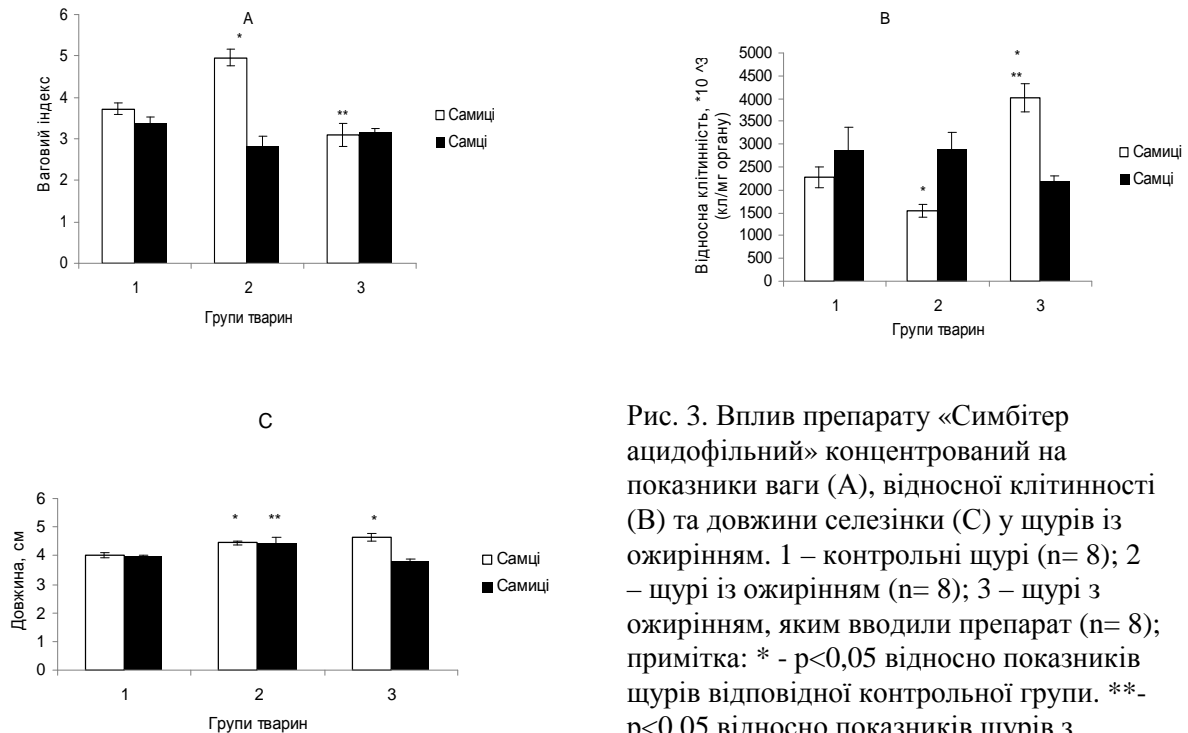 A
*
**
6
5
4
3
2
1
0
Ваговий індекс
1 2 3
Групи тварин
Самиці
Самці
B
*
**
*
5000
4500
4000
3500
3000
2500
2000
1500
1000
500
0
Відносна клітинність, *10 ^3
(кл/мг органу)
1 2 3
Групи тварин
Самиці
Самці
C
* ** *
6
5
4
3
2
1
0
Довжина, см
1 2 3
Групи тварин
Самці
Самиці
Рис. 3. Вплив препарату «Симбітер
ацидофільний» концентрований на
показники ваги (А), відносної клітинності
(В) та довжини селезінки (С) у щурів із
ожирінням. 1 – контрольні щурі (n= 8); 2
– щурі із ожирінням (n= 8); 3 – щурі з
ожирінням, яким вводили препарат (n= 8);
примітка: * - p<0,05 відносно показників
щурів відповідної контрольної групи. **-
p<0,05 відносно показників щурів з